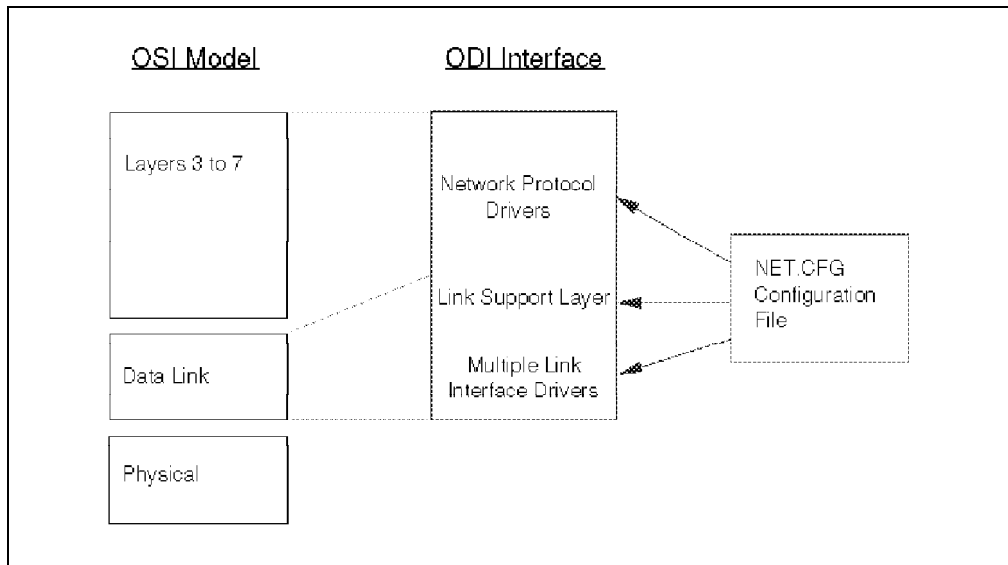 OSI Model
ODI Interface
Layers 3 to 7
Network Protocol
Drivers
NET.CFG
Configuration
File
Link Support Layer
Data Link
Multiple Link
Interface Drivers
Physical